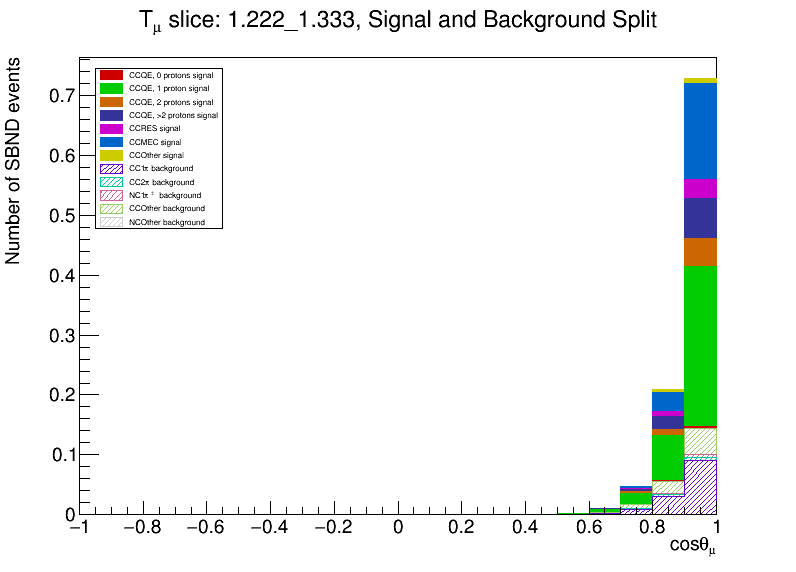 Tμ slice: 1.222_1.333, Signal and Background Split
Number of SBND events
CCQE, 0 protons signal
CCQE, 1 proton signal
CCQE, 2 protons signal
CCQE, >2 protons signal
CCRES signal
CCMEC signal
CCOther signal
CC1π background
CC2π background
NC1π± background
CCOther background
NCOther background
0.7
0.6
0.5
0.4
0.3
0.2
0.1
0
−1 −0.8 −0.6 −0.4 −0.2 0 0.2 0.4 0.6 0.8 1
cosθμ